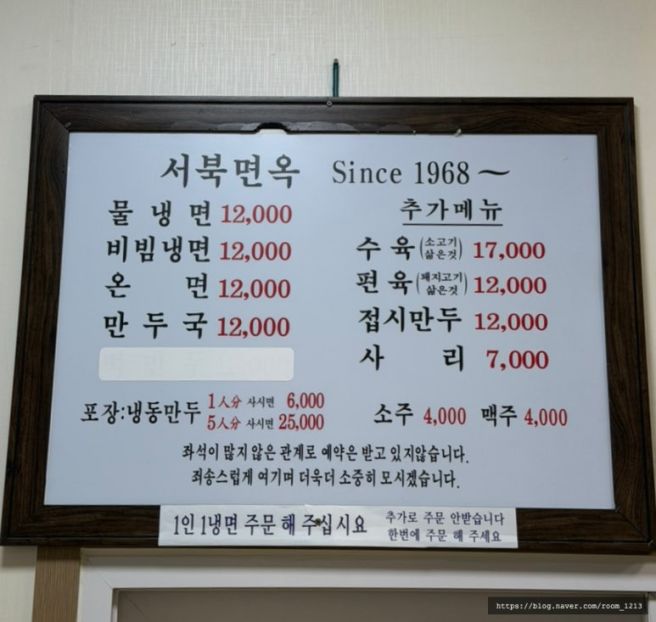 서북면옥 Since 1968~
물 냉 면 12,000
비빔냉면 12,000
온 면 12,000
만 두 국 12,000
추가메뉴
수 육 (소고기 삶은것) 17,000
편 육 (돼지고기 삶은것) 12,000
접시만두 12,000
사 리 7,000
포장:냉동만두 1人分 사시면 6,000
5人分 사시면 25,000
소주 4,000 맥주 4,000
좌석이 많지않은 관계로 예약은 받고 있지않습니다.
죄송스럽게 여기며 더욱더 소중히 모시겠습니다.
1인 1냉면 주문 해 주십시요
추가로 주문 안받습니다
한번에 주문 해 주세요
https://blog.naver.com/room_1213